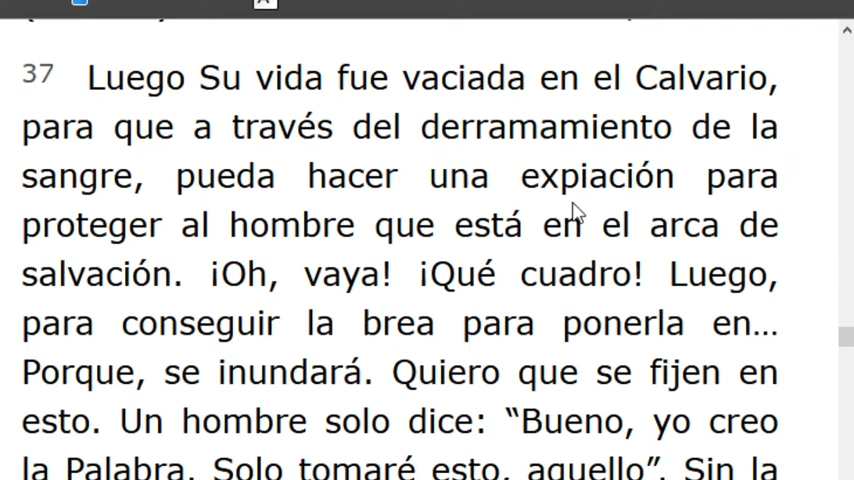 37 Luego Su vida fue vaciada en el Calvario,
para que a través del derramamiento de la
sangre, pueda hacer una expiación para
proteger al hombre que está en el arca de
salvación. ¡Oh, vaya! ¡Qué cuadro! Luego,
para conseguir la brea para ponerla en...
Porque, se inundará. Quiero que se fijen en
esto. Un hombre solo dice: “Bueno, yo creo
la Palabra. Solo tomaré esto, aquello”. Sin la